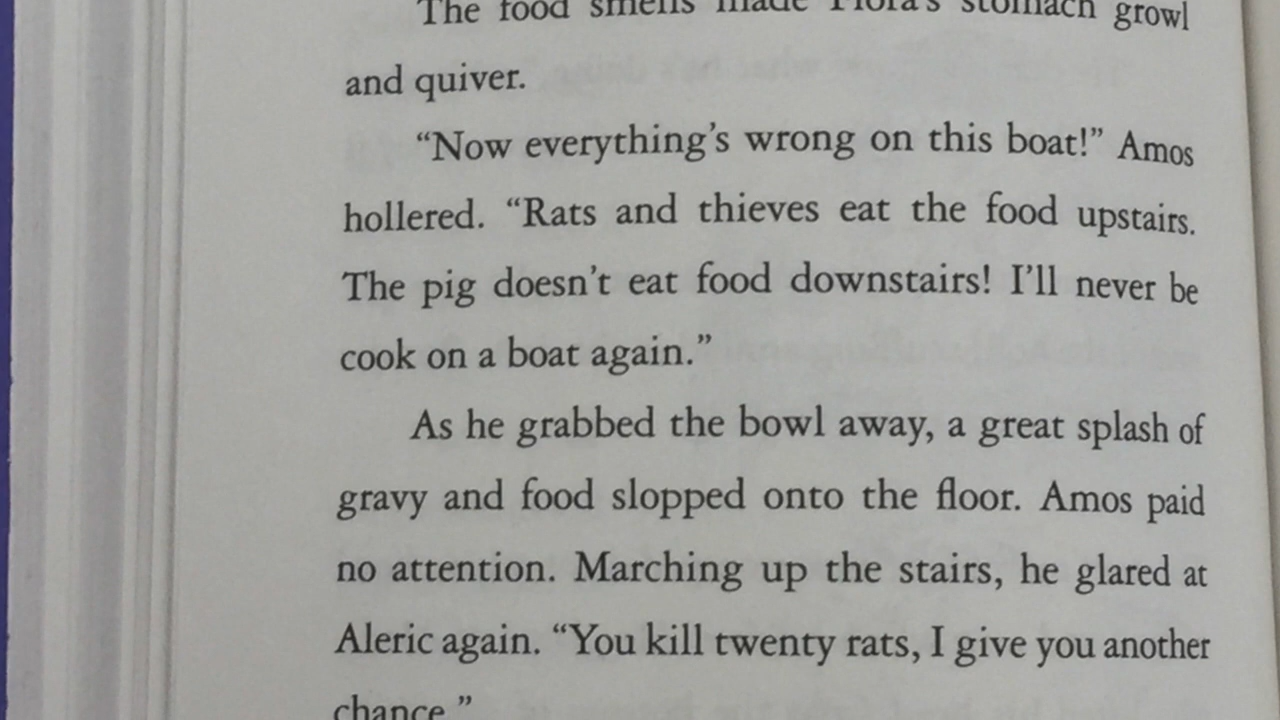 The food smells made Flora's stomach growl
and quiver.
“Now everything's wrong on this boat!” Amos
hollered. “Rats and thieves eat the food upstairs.
The pig doesn't eat food downstairs! I'll never be
cook on a boat again.”
As he grabbed the bowl away, a great splash of
gravy and food slopped onto the floor. Amos paid
no attention. Marching up the stairs, he glared at
Aleric again. “You kill twenty rats, I give you another
chance.”